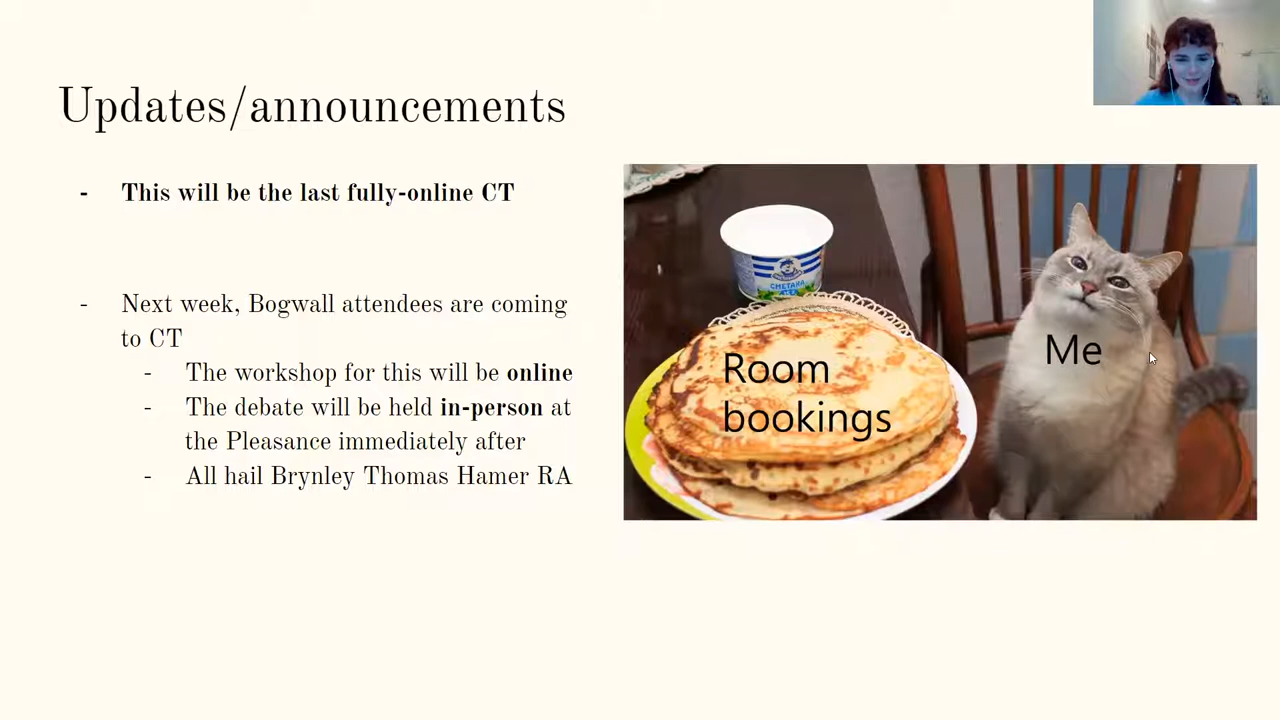 Updates/announcements
- This will be the last fully-online CT
- Next week, Bogwall attendees are coming
to CT
- The workshop for this will be online
- The debate will be held in-person at
the Pleasance immediately after
- All hail Brynley Thomas Hamer RA
СМЕТАНА
Room
bookings
Me